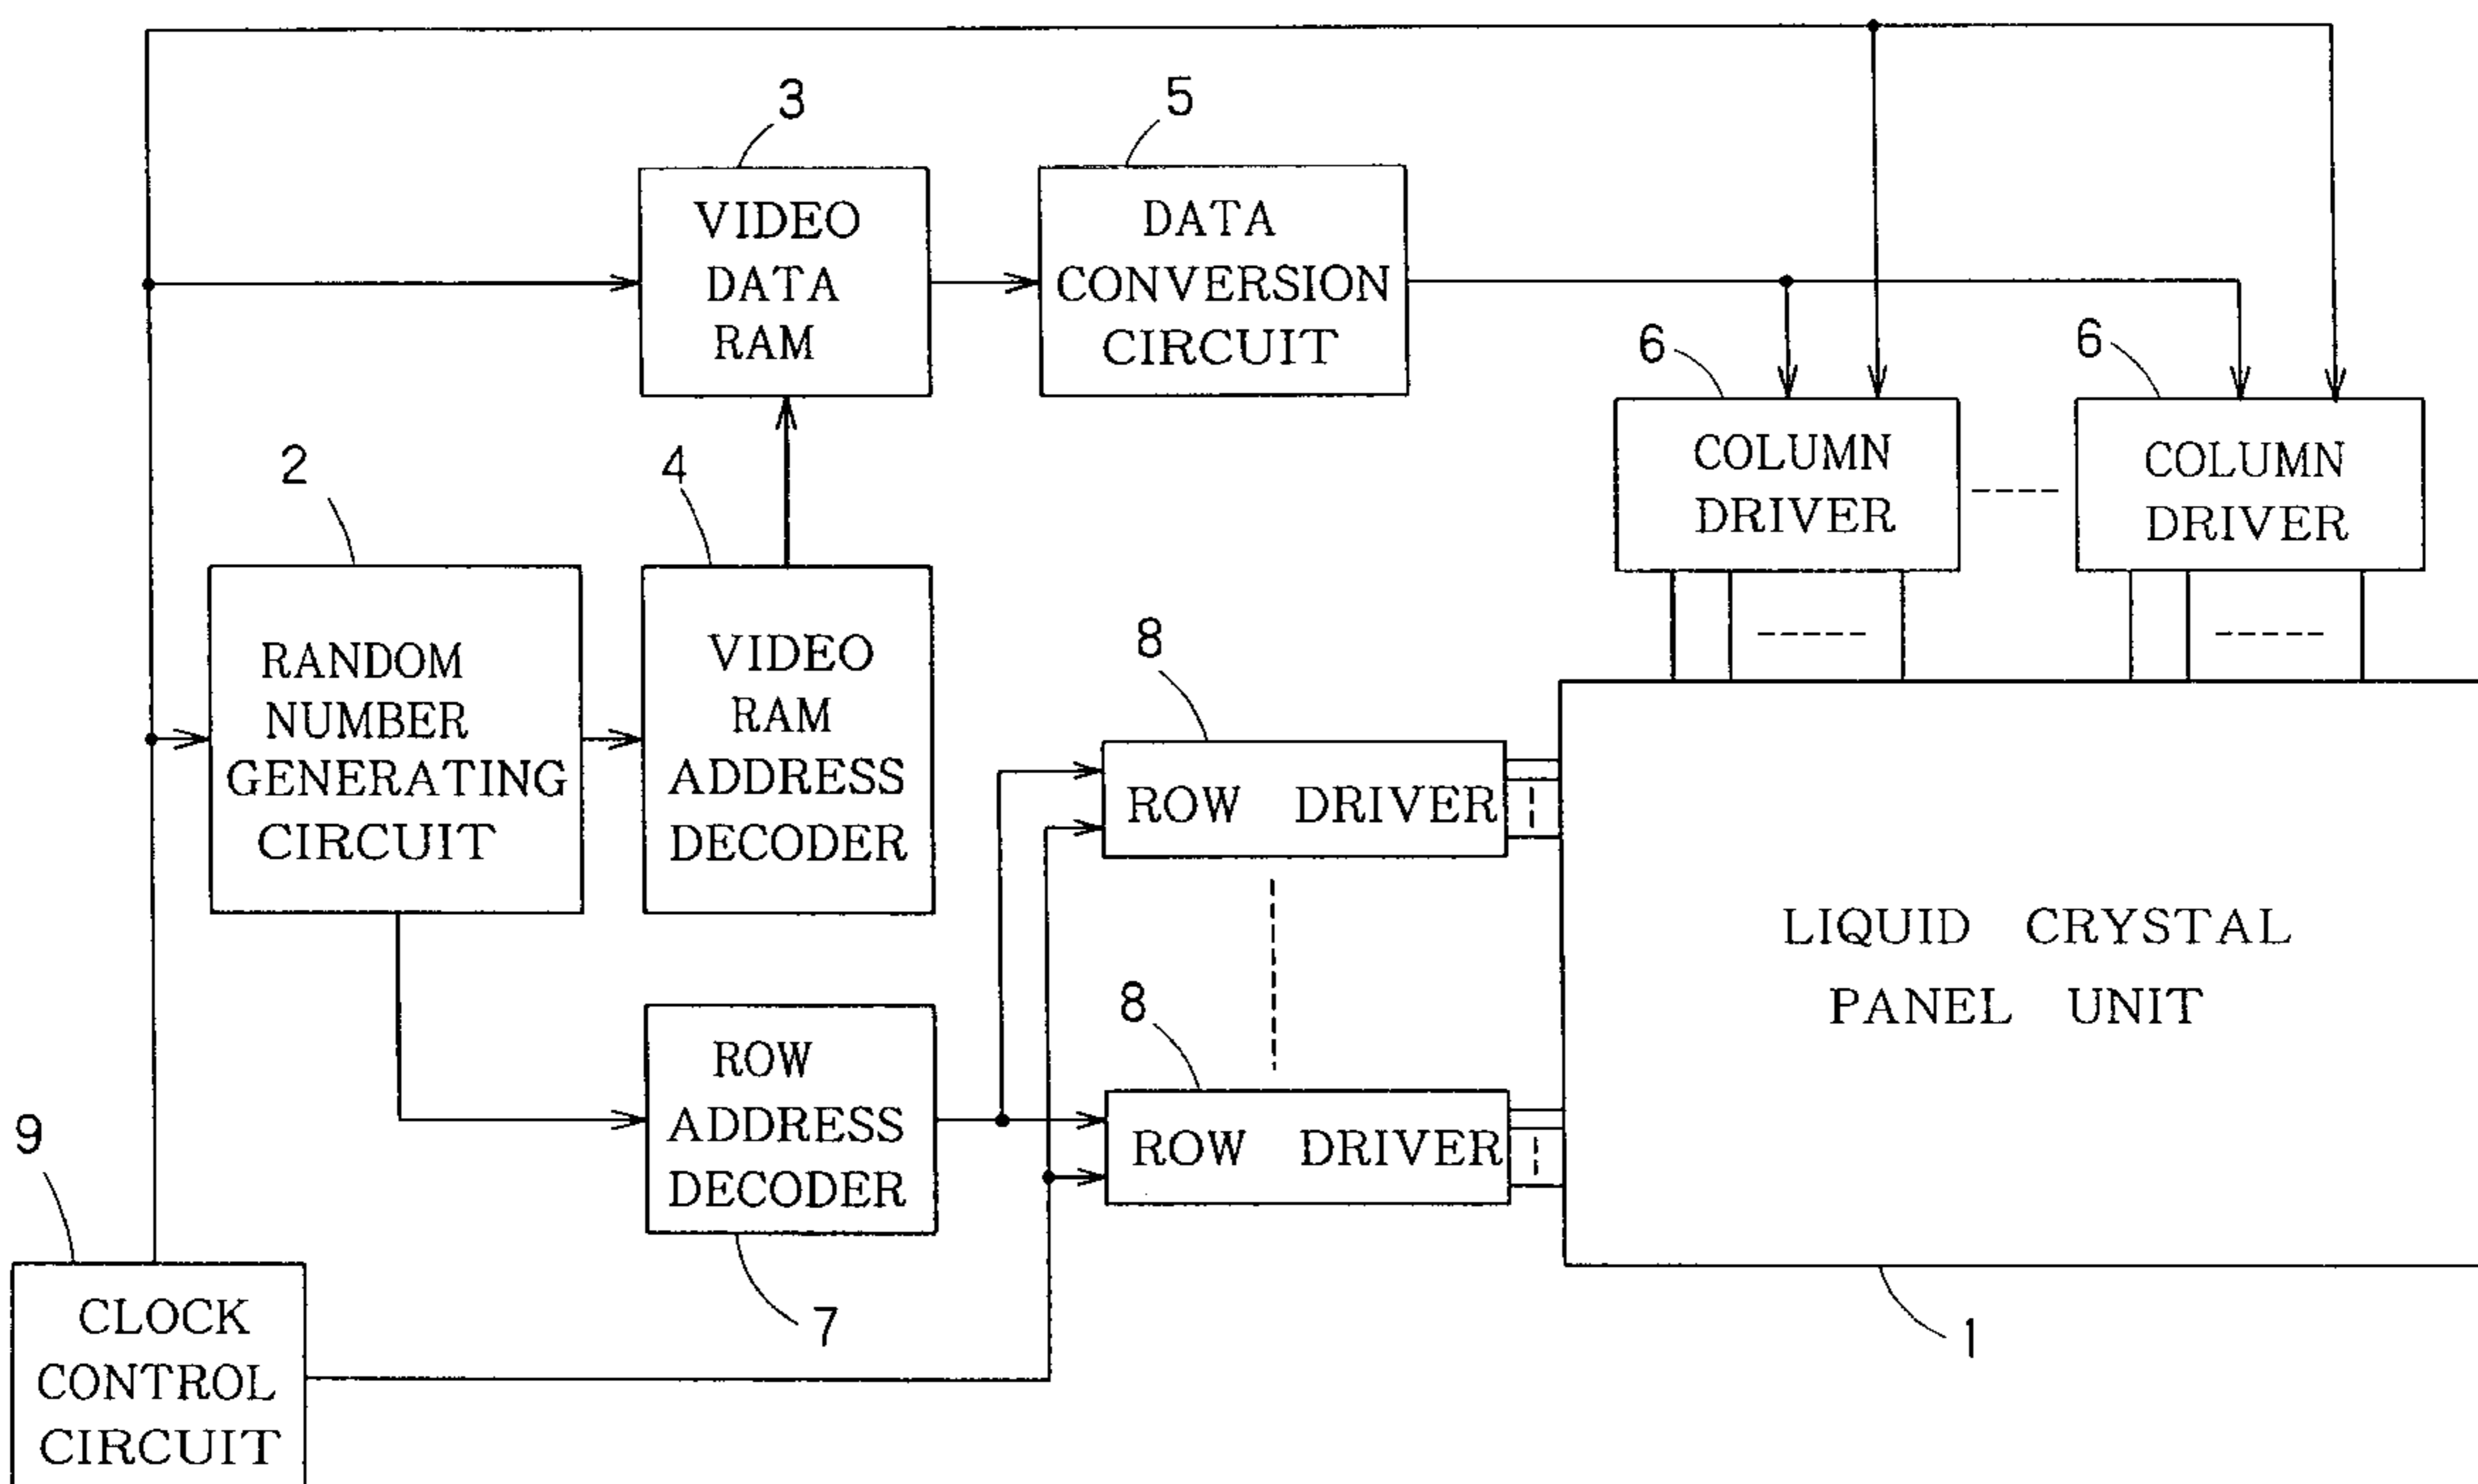 3
5
VIDEO
DATA
RAM
DATA
CONVERSION
CIRCUIT
6
6
COLUMN
DRIVER
COLUMN
DRIVER
2
4
RANDOM
NUMBER
GENERATING
CIRCUIT
VIDEO
RAM
ADDRESS
DECODER
8
ROW DRIVER
LIQUID CRYSTAL
PANEL UNIT
8
ROW DRIVER
ROW
ADDRESS
DECODER
9
7
1
CLOCK
CONTROL
CIRCUIT